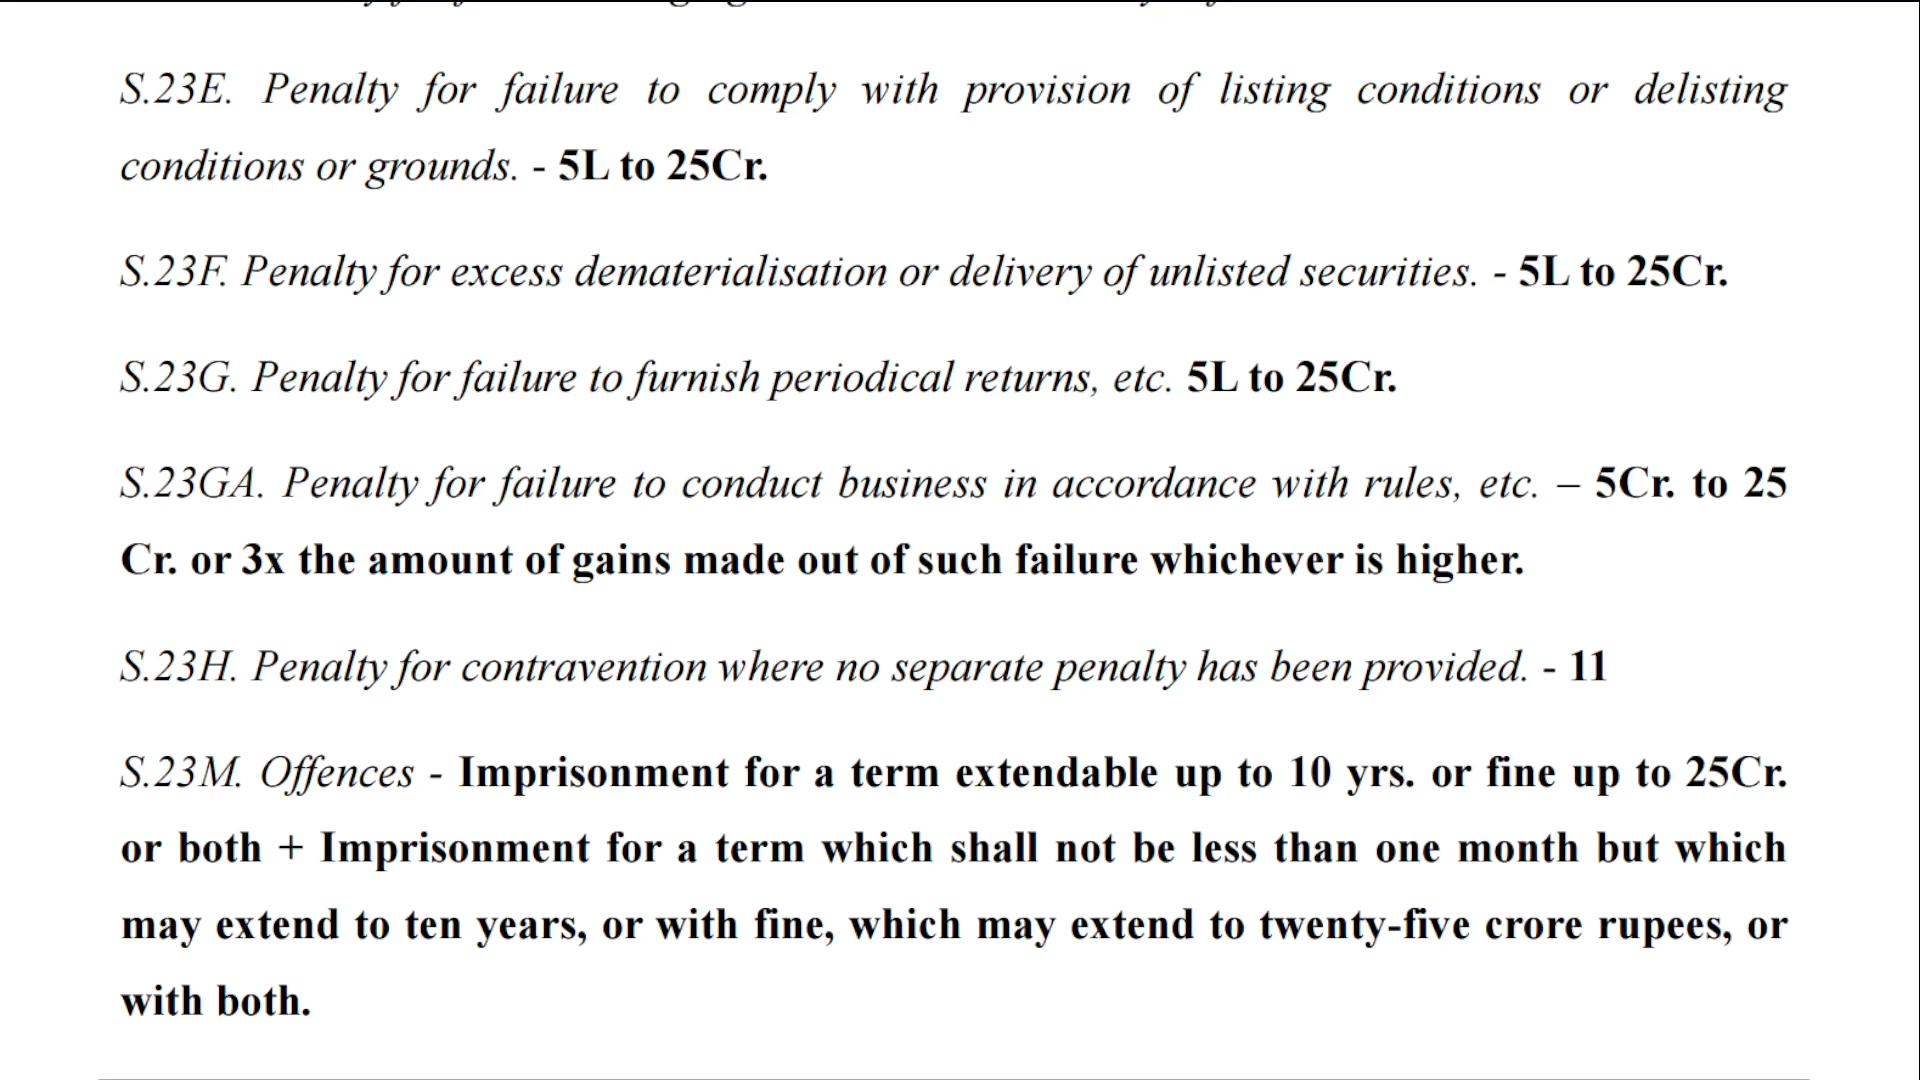 S.23E. Penalty for failure to comply with provision of listing conditions or delisting
conditions or grounds. - 5L to 25Cr.
S.23F. Penalty for excess dematerialisation or delivery of unlisted securities. - 5L to 25Cr.
S.23G. Penalty for failure to furnish periodical returns, etc. 5L to 25Cr.
S.23GA. Penalty for failure to conduct business in accordance with rules, etc. – 5Cr. to 25
Cr. or 3x the amount of gains made out of such failure whichever is higher.
S.23H. Penalty for contravention where no separate penalty has been provided. - 11
S.23M. Offences - Imprisonment for a term extendable up to 10 yrs. or fine up to 25Cr.
or both + Imprisonment for a term which shall not be less than one month but which
may extend to ten years, or with fine, which may extend to twenty-five crore rupees, or
with both.